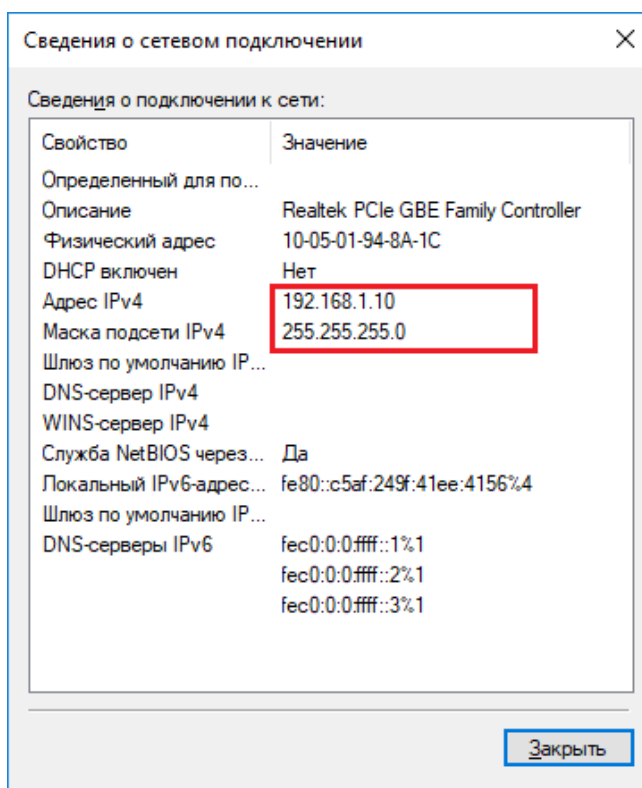 Сведения о сетевом подключении
Сведения о подключении к сети:
Свойство Значение
Определенный для по...
Описание Realtek PCIe GBE Family Controller
Физический адрес 10-05-01-94-8A-1C
DHCP включен Нет
Адрес IPv4 192.168.1.10
Маска подсети IPv4 255.255.255.0
Шлюз по умолчанию IP...
DNS-сервер IPv4
WINS-сервер IPv4
Служба NetBIOS через... Да
Локальный IPv6-адрес... fe80::c5af:249f:41ee:4156%4
Шлюз по умолчанию IP...
DNS-серверы IPv6 fec0:0:0:ffff::1%1
fec0:0:0:ffff::2%1
fec0:0:0:ffff::3%1
Закрыть